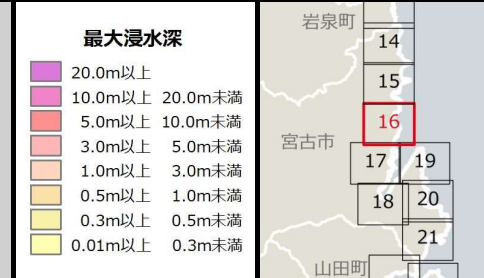 最大浸水深
20.0m以上
10.0m以上 20.0m未満
5.0m以上 10.0m未満
3.0m以上 5.0m未満
1.0m以上 3.0m未満
0.5m以上 1.0m未満
0.3m以上 0.5m未満
0.01m以上 0.3m未満
岩泉町
14
15
16
宮古市
17
19
18
20
21
山田町